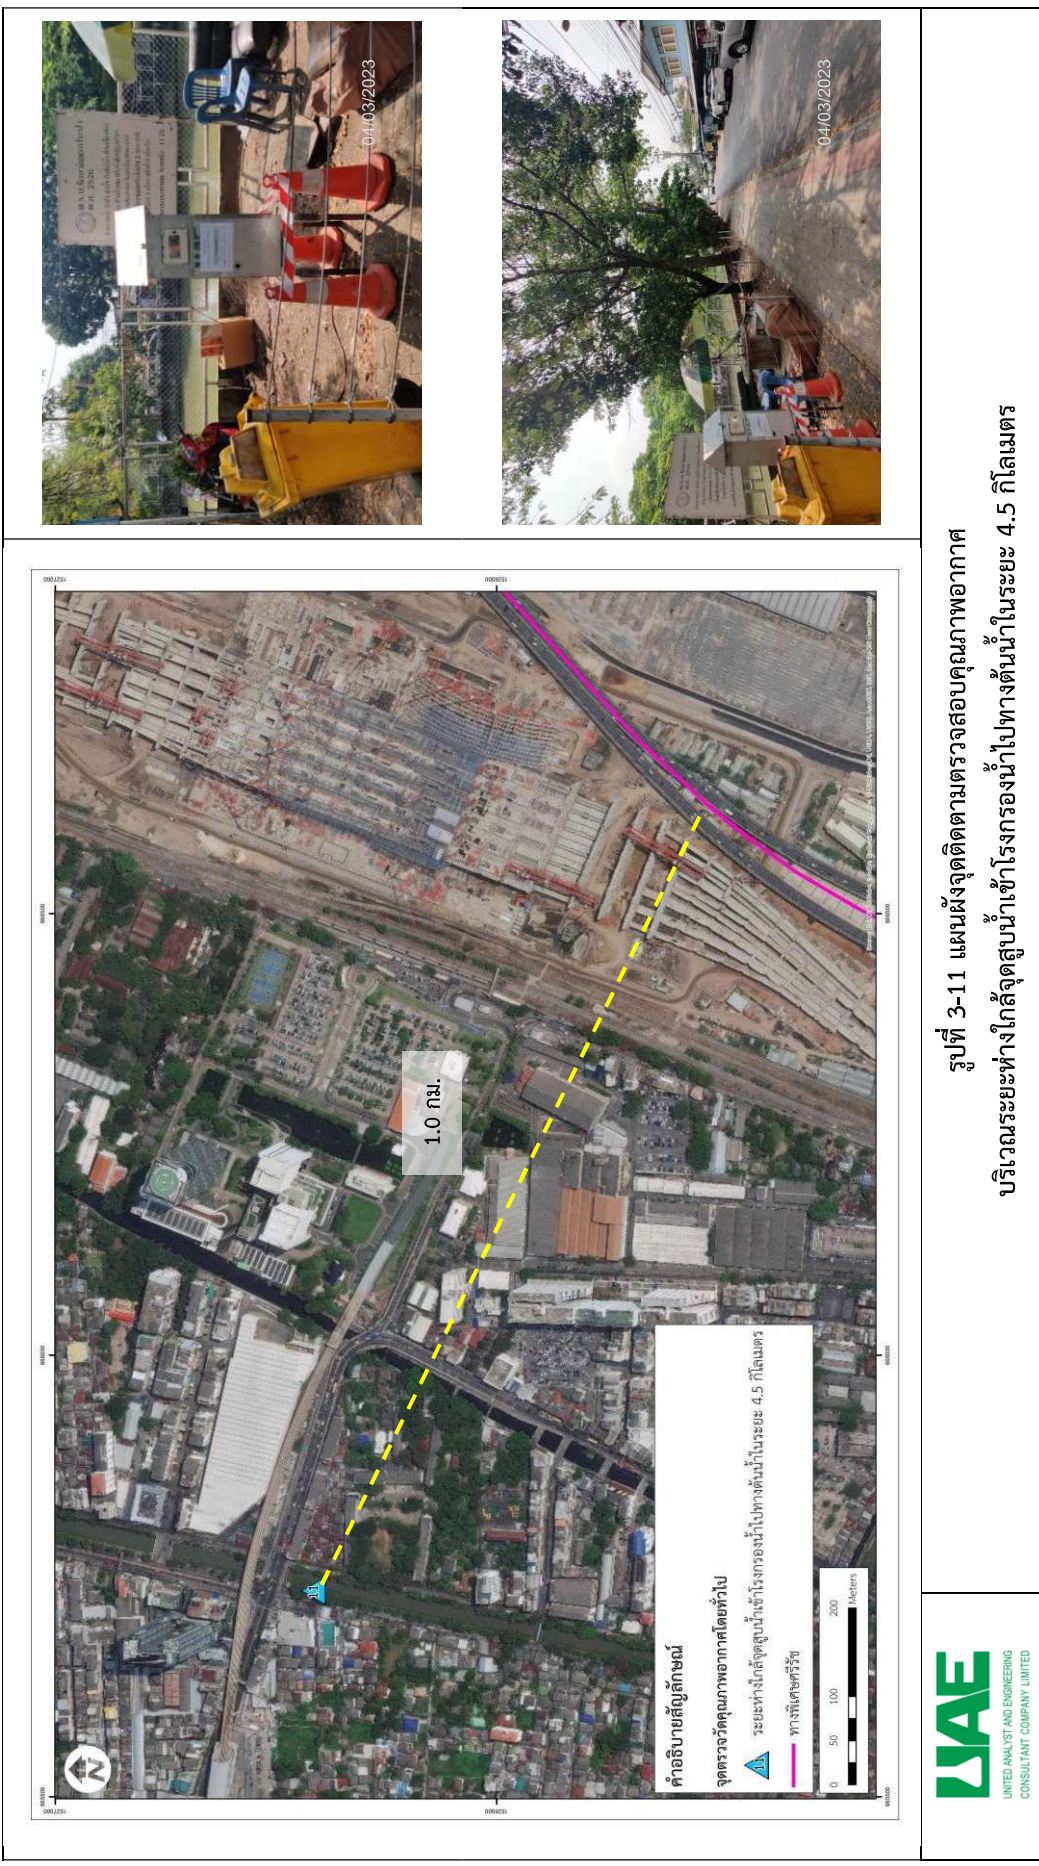 04/03/2023
04/03/2023
1527000
1526500
1.0 กม.
11
N
คำอธิบายสัญลักษณ์
จุดตรวจวัดคุณภาพอากาศโดยทั่วไป
11 ระยะห่างใกล้จุดสูบน้ำเข้าโรงกรองน้ำไปทางต้นน้ำในระยะ 4.5 กิโลเมตร
ทางพิเศษศรีรัช
0 50 100 200
Meters
1527000
1526500
รูปที่ 3-11 แผนผังจุดติดตามตรวจสอบคุณภาพอากาศ
บริเวณระยะห่างใกล้จุดสูบน้ำเข้าโรงกรองน้ำไปทางต้นน้ำในระยะ 4.5 กิโลเมตร
UAE
UNITED ANALYST AND ENGINEERING
CONSULTANT COMPANY LIMITED